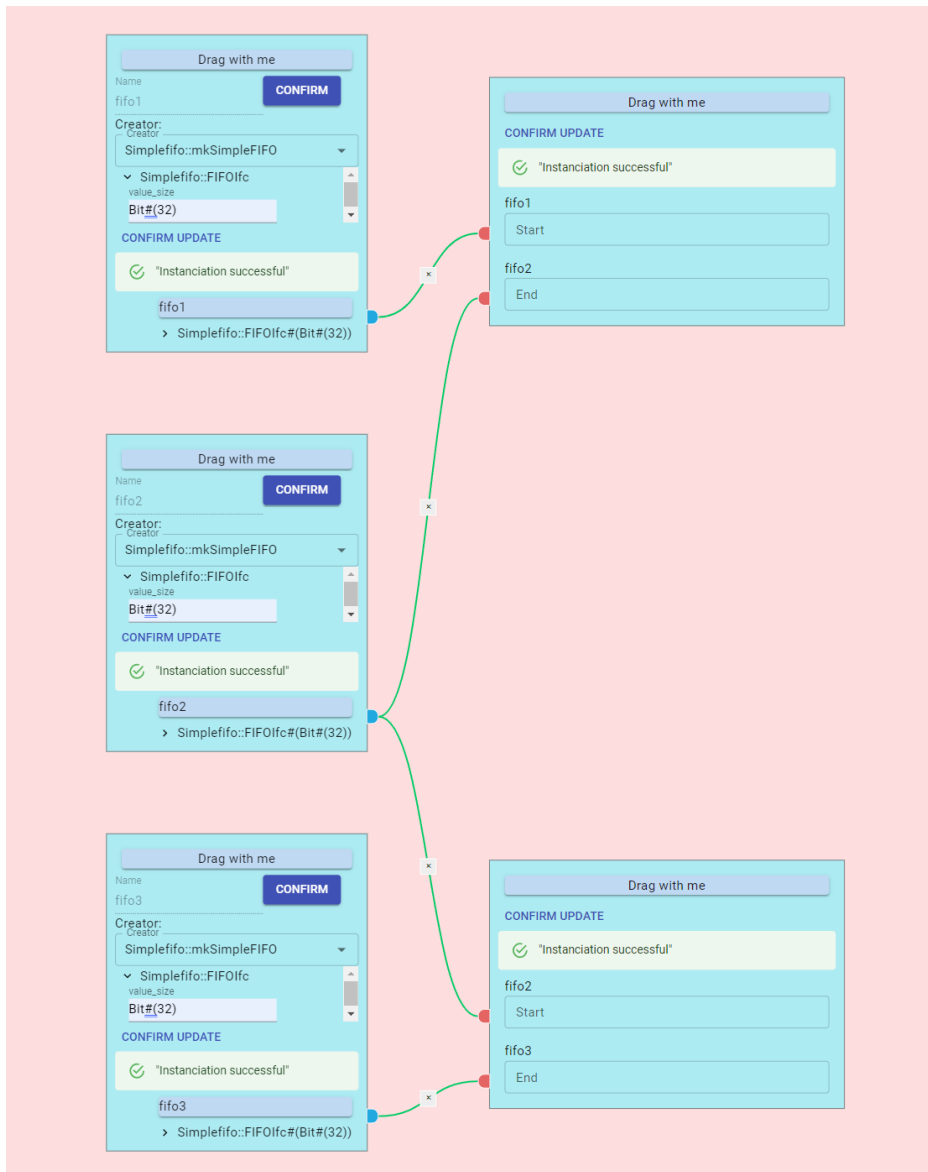 Drag with me
Name
CONFIRM
fifo1
Creator:
Creator
Simplefifo::mkSimpleFIFO
Simplefifo::FIFOIfc
value_size
Bit#(32)
CONFIRM UPDATE
"Instanciation successful"
fifo1
Simplefifo::FIFOIfc#(Bit#(32))
Drag with me
CONFIRM UPDATE
"Instanciation successful"
fifo1
Start
fifo2
End
Drag with me
Name
CONFIRM
fifo2
Creator:
Creator
Simplefifo::mkSimpleFIFO
Simplefifo::FIFOIfc
value_size
Bit#(32)
CONFIRM UPDATE
"Instanciation successful"
fifo2
Simplefifo::FIFOIfc#(Bit#(32))
Drag with me
Name
CONFIRM
fifo3
Creator:
Creator
Simplefifo::mkSimpleFIFO
Simplefifo::FIFOIfc
value_size
Bit#(32)
CONFIRM UPDATE
"Instanciation successful"
fifo3
Simplefifo::FIFOIfc#(Bit#(32))
Drag with me
CONFIRM UPDATE
"Instanciation successful"
fifo2
Start
fifo3
End